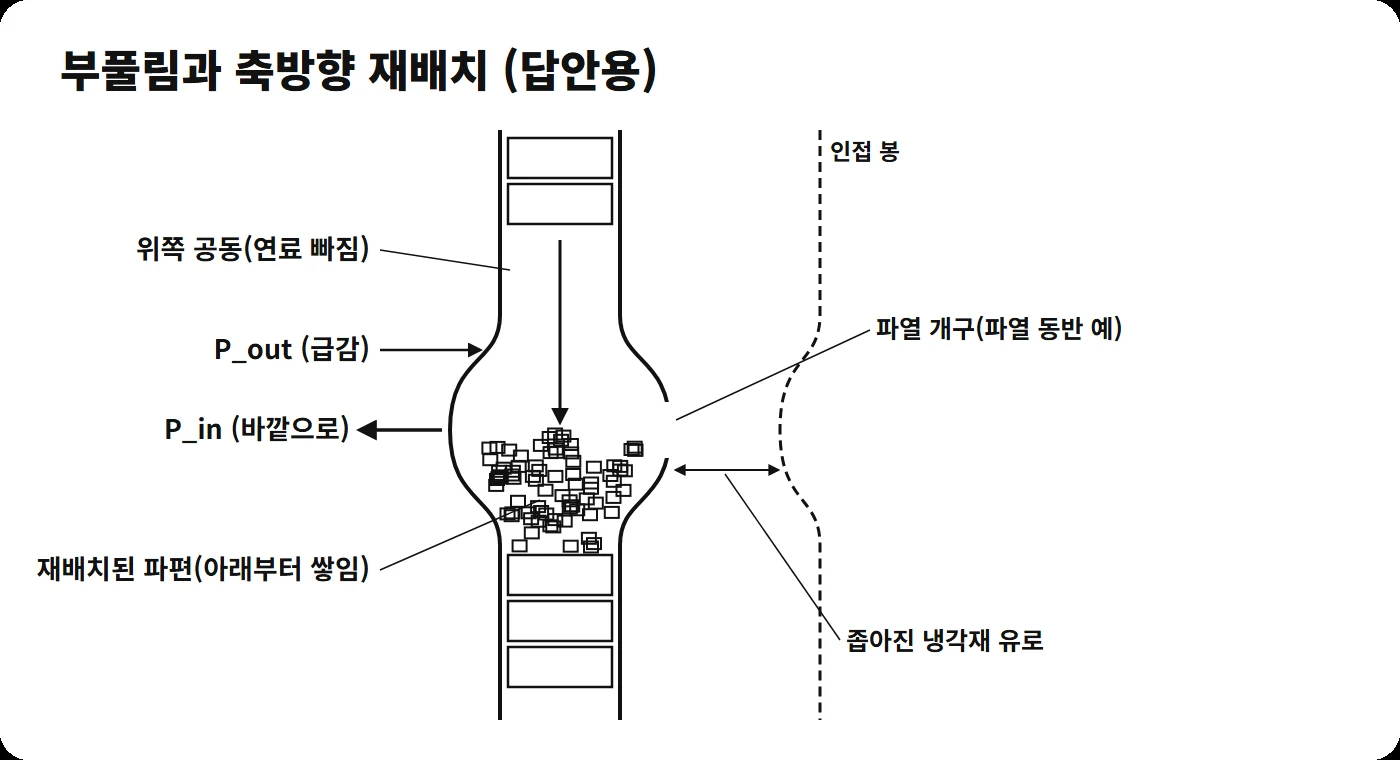 부풀림과 축방향 재배치 (답안용)
인접 봉
위쪽 공동(연료 빠짐)
파열 개구(파열 동반 예)
P_out (급감)
P_in (바깥으로)
재배치된 파편(아래부터 쌓임)
좁아진 냉각재 유로